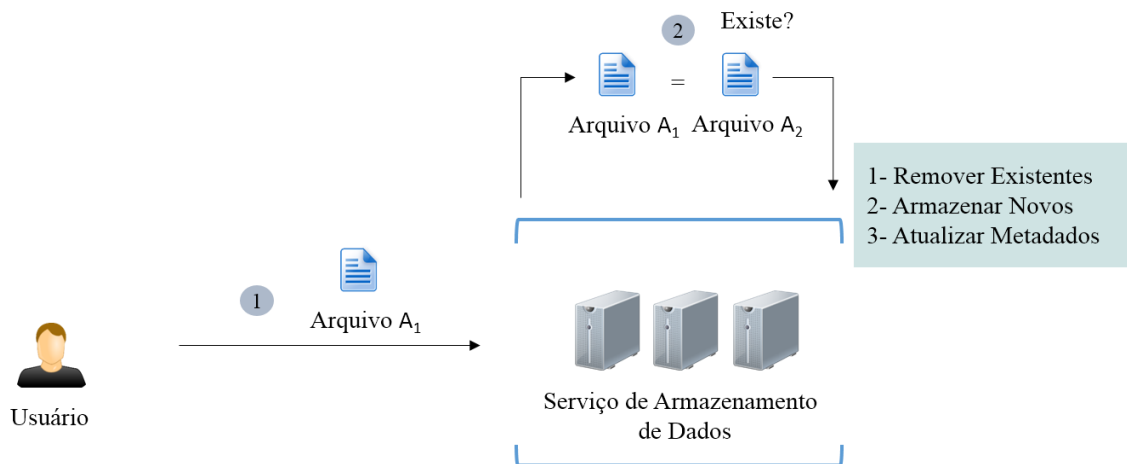 2
Existe?
=
Arquivo A₁
Arquivo A₂
1- Remover Existentes
2- Armazenar Novos
3- Atualizar Metadados
1
Arquivo A₁
Usuário
Serviço de Armazenamento
de Dados